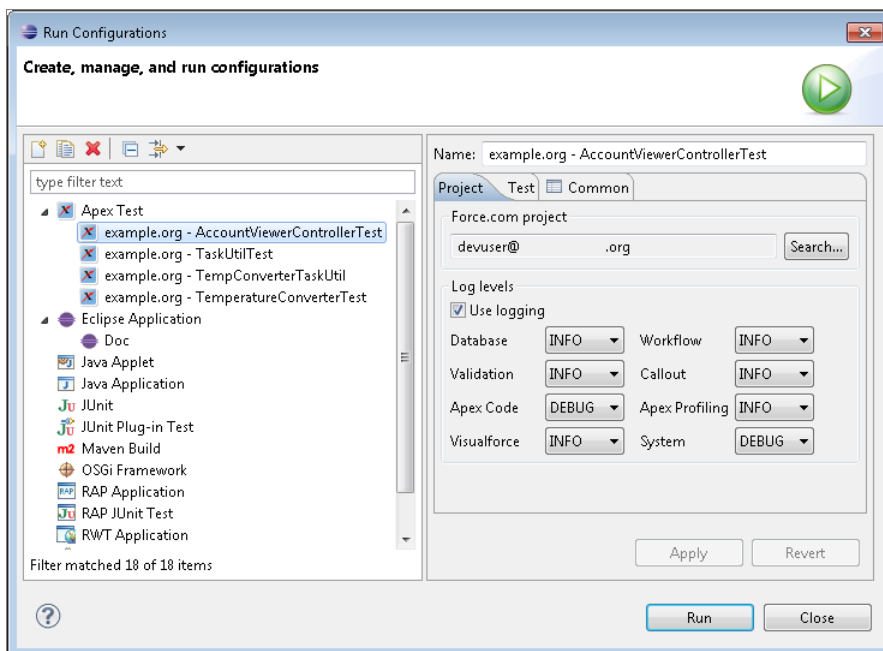 Run Configurations
Create, manage, and run configurations
type filter text
Apex Test
example.org - AccountViewerControllerTest
example.org - TaskUtilTest
example.org - TempConverterTaskUtil
example.org - TemperatureConverterTest
Eclipse Application
Doc
Java Applet
Java Application
Ju JUnit
JUnit Plug-in Test
m2 Maven Build
OSGi Framework
RAP RAP Application
Ju RAP JUnit Test
RWT Application
Filter matched 18 of 18 items
Name: example.org - AccountViewerControllerTest
Project Test Common
Force.com project
devuser@ .org Search...
Log levels
Use logging
Database INFO Workflow INFO
Validation INFO Callout INFO
Apex Code DEBUG Apex Profiling INFO
Visualforce INFO System DEBUG
Apply Revert
? Run Close